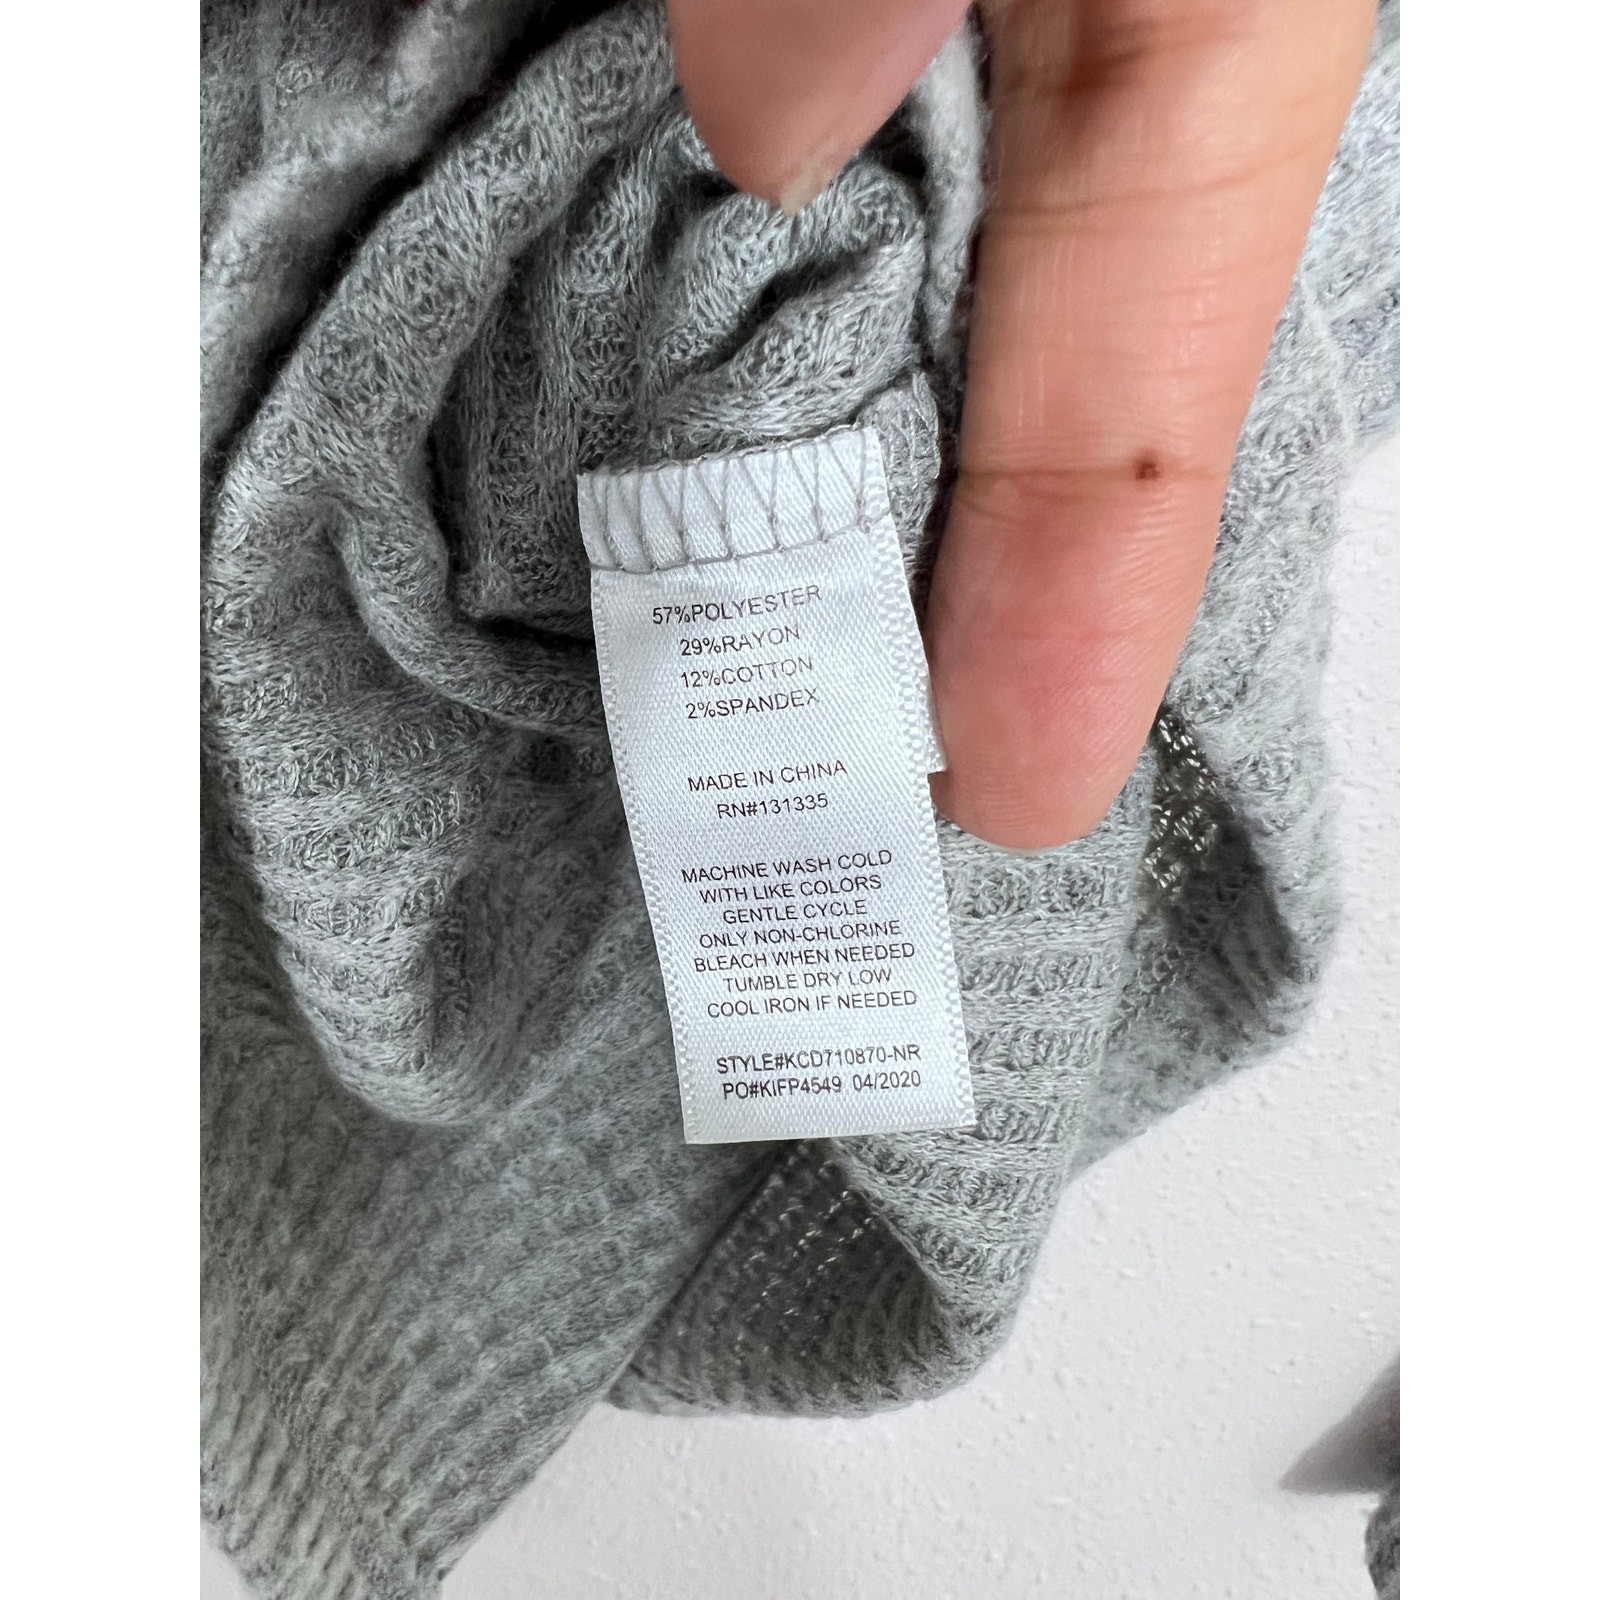 57%POLYESTER
29%RAYON
12%COTTON
2%SPANDEX
MADE IN CHINA
RN#131335
MACHINE WASH COLD
WITH LIKE COLORS
GENTLE CYCLE
ONLY NON-CHLORINE
BLEACH WHEN NEEDED
TUMBLE DRY LOW
COOL IRON IF NEEDED
STYLE#KCD710870-NR
PO#KIFP4549 04/2020